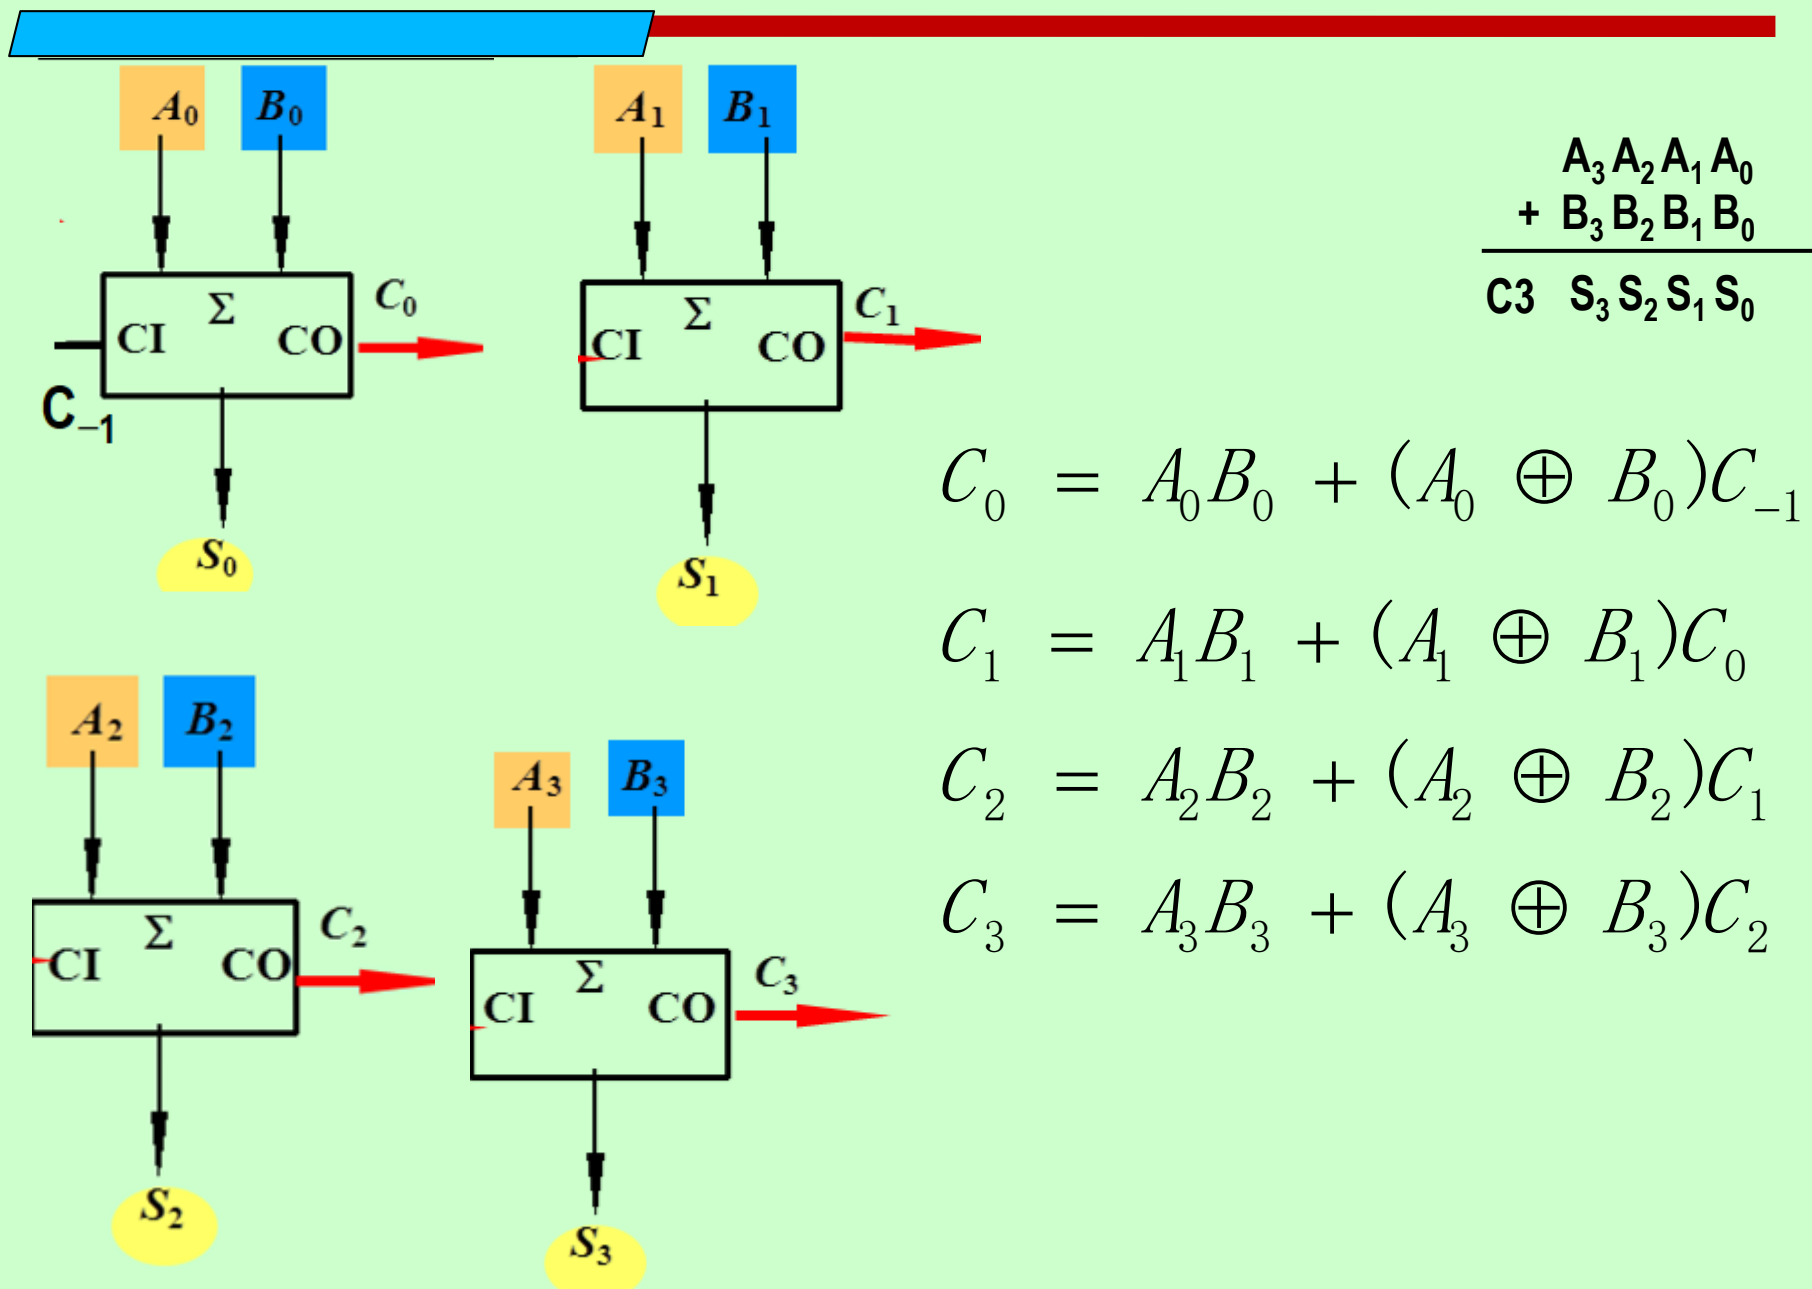 A₀ B₀
Σ
CI CO
C₀
C₋₁
S₀
A₁ B₁
Σ
CI CO
C₁
S₁
A₃ A₂ A₁ A₀
+ B₃ B₂ B₁ B₀
C3 S₃ S₂ S₁ S₀
C₀ = A₀B₀ + (A₀ ⊕ B₀)C₋₁
C₁ = A₁B₁ + (A₁ ⊕ B₁)C₀
C₂ = A₂B₂ + (A₂ ⊕ B₂)C₁
C₃ = A₃B₃ + (A₃ ⊕ B₃)C₂
A₂ B₂
Σ
CI CO
C₂
S₂
A₃ B₃
Σ
CI CO
C₃
S₃